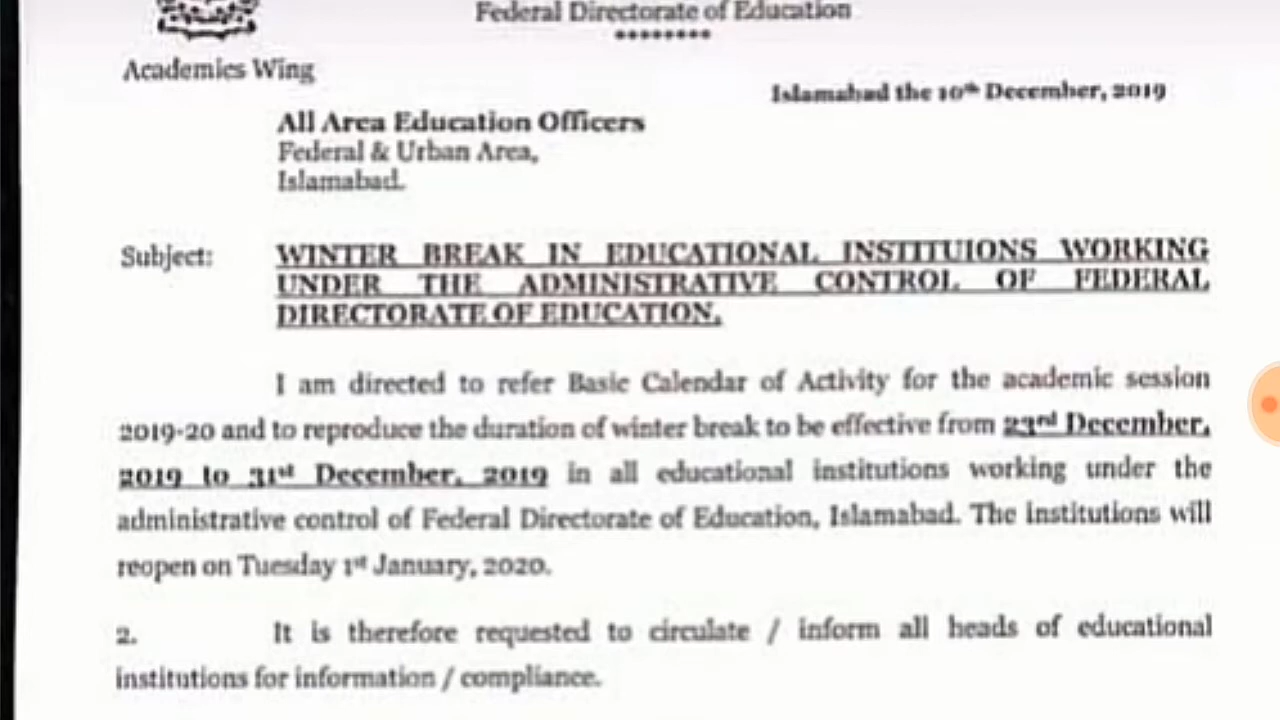 Federal Directorate of Education
********
Academics Wing
Islamabad the 10th December, 2019
All Area Education Officers
Federal & Urban Area,
Islamabad.
Subject: WINTER BREAK IN EDUCATIONAL INSTITUIONS WORKING
UNDER THE ADMINISTRATIVE CONTROL OF FEDERAL
DIRECTORATE OF EDUCATION.
I am directed to refer Basic Calendar of Activity for the academic session
2019-20 and to reproduce the duration of winter break to be effective from 23rd December,
2019 to 31st December, 2019 in all educational institutions working under the
administrative control of Federal Directorate of Education, Islamabad. The institutions will
reopen on Tuesday 1st January, 2020.
2. It is therefore requested to circulate / inform all heads of educational
institutions for information / compliance.